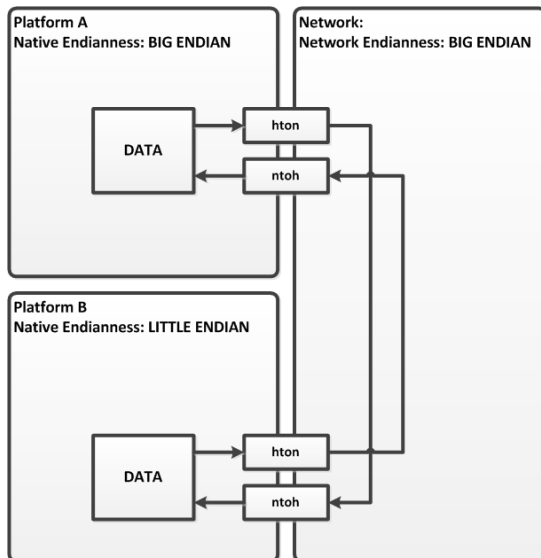 Platform A
Native Endianness: BIG ENDIAN
DATA
hton
ntoh
Network:
Network Endianness: BIG ENDIAN
Platform B
Native Endianness: LITTLE ENDIAN
DATA
hton
ntoh